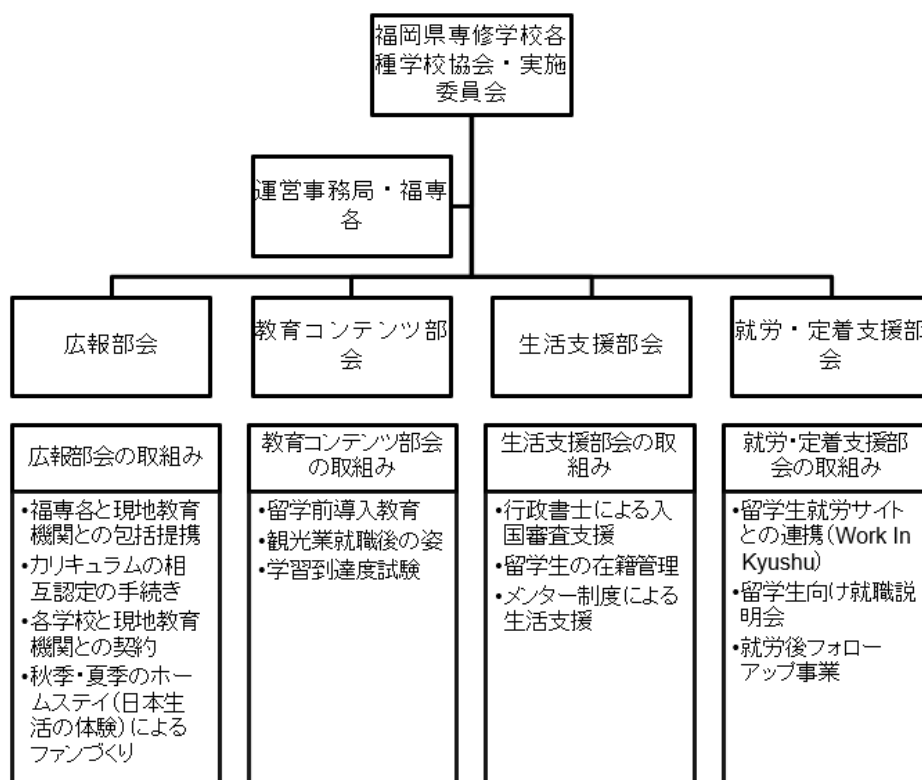 福岡県専修学校各
種学校協会・実施
委員会
運営事務局・福専
各
広報部会
教育コンテンツ部
会
生活支援部会
就労・定着支援部
会
広報部会の取組み
•福専各と現地教育
機関との包括提携
•カリキュラムの相
互認定の手続き
•各学校と現地教育
機関との契約
•秋季・夏季のホー
ムステイ(日本生
活の体験)による
ファンづくり
教育コンテンツ部会
の取組み
•留学前導入教育
•観光業就職後の姿
•学習到達度試験
生活支援部会の取
組み
•行政書士による入
国審査支援
•留学生の在籍管理
•メンター制度による
生活支援
就労・定着支援部
会の取組み
•留学生就労サイト
との連携(Work In
Kyushu)
•留学生向け就職説
明会
•就労後フォロー
アップ事業